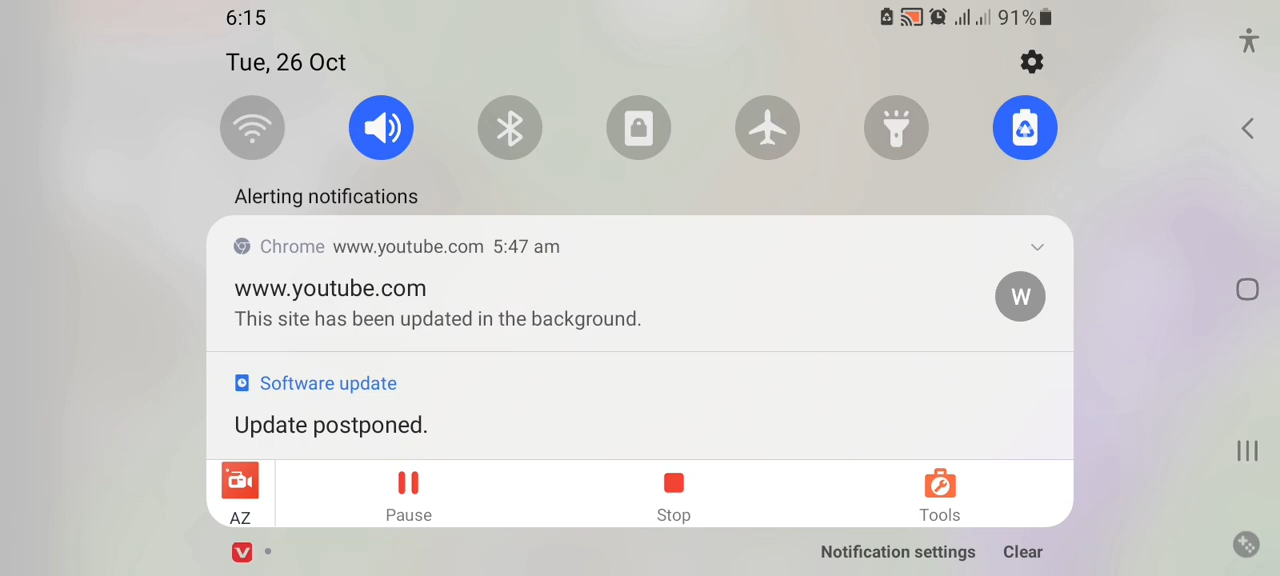 6:15
91%
Tue, 26 Oct
Alerting notifications
Chrome www.youtube.com 5:47 am
www.youtube.com
W
This site has been updated in the background.
Software update
Update postponed.
AZ
Pause
Stop
Tools
Notification settings
Clear